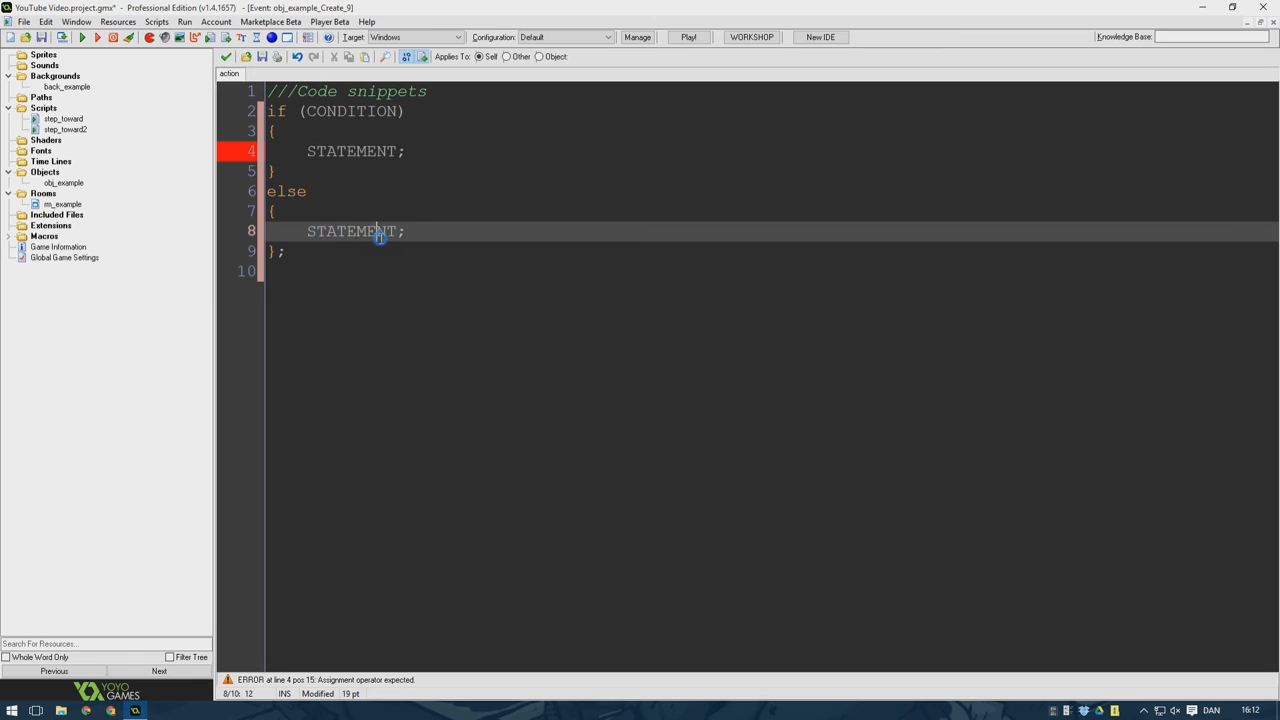 YouTube Video.project.gmx* - Professional Edition (v1.4.1657) - [Event: obj_example_Create_9]
File Edit Window Resources Scripts Run Account Marketplace Beta Player Beta Help
Target: Windows Configuration: Default Manage Play! WORKSHOP New IDE Knowledge Base:
Applies To: Self Other Object:
action
Sprites
Sounds
Backgrounds
back_example
Paths
Scripts
step_toward
step_toward2
Shaders
Fonts
Time Lines
Objects
obj_example
Rooms
rm_example
Included Files
Extensions
Macros
Game Information
Global Game Settings
1 ///Code snippets
2 if (CONDITION)
3 {
4 STATEMENT;
5 }
6 else
7 {
8 STATEMENT;
9 };
10
Search For Resources...
Whole Word Only Filter Tree
Previous Next
YOYO GAMES
ERROR at line 4 pos 15: Assignment operator expected.
8/10: 12 INS Modified 19 pt
DAN 16:12